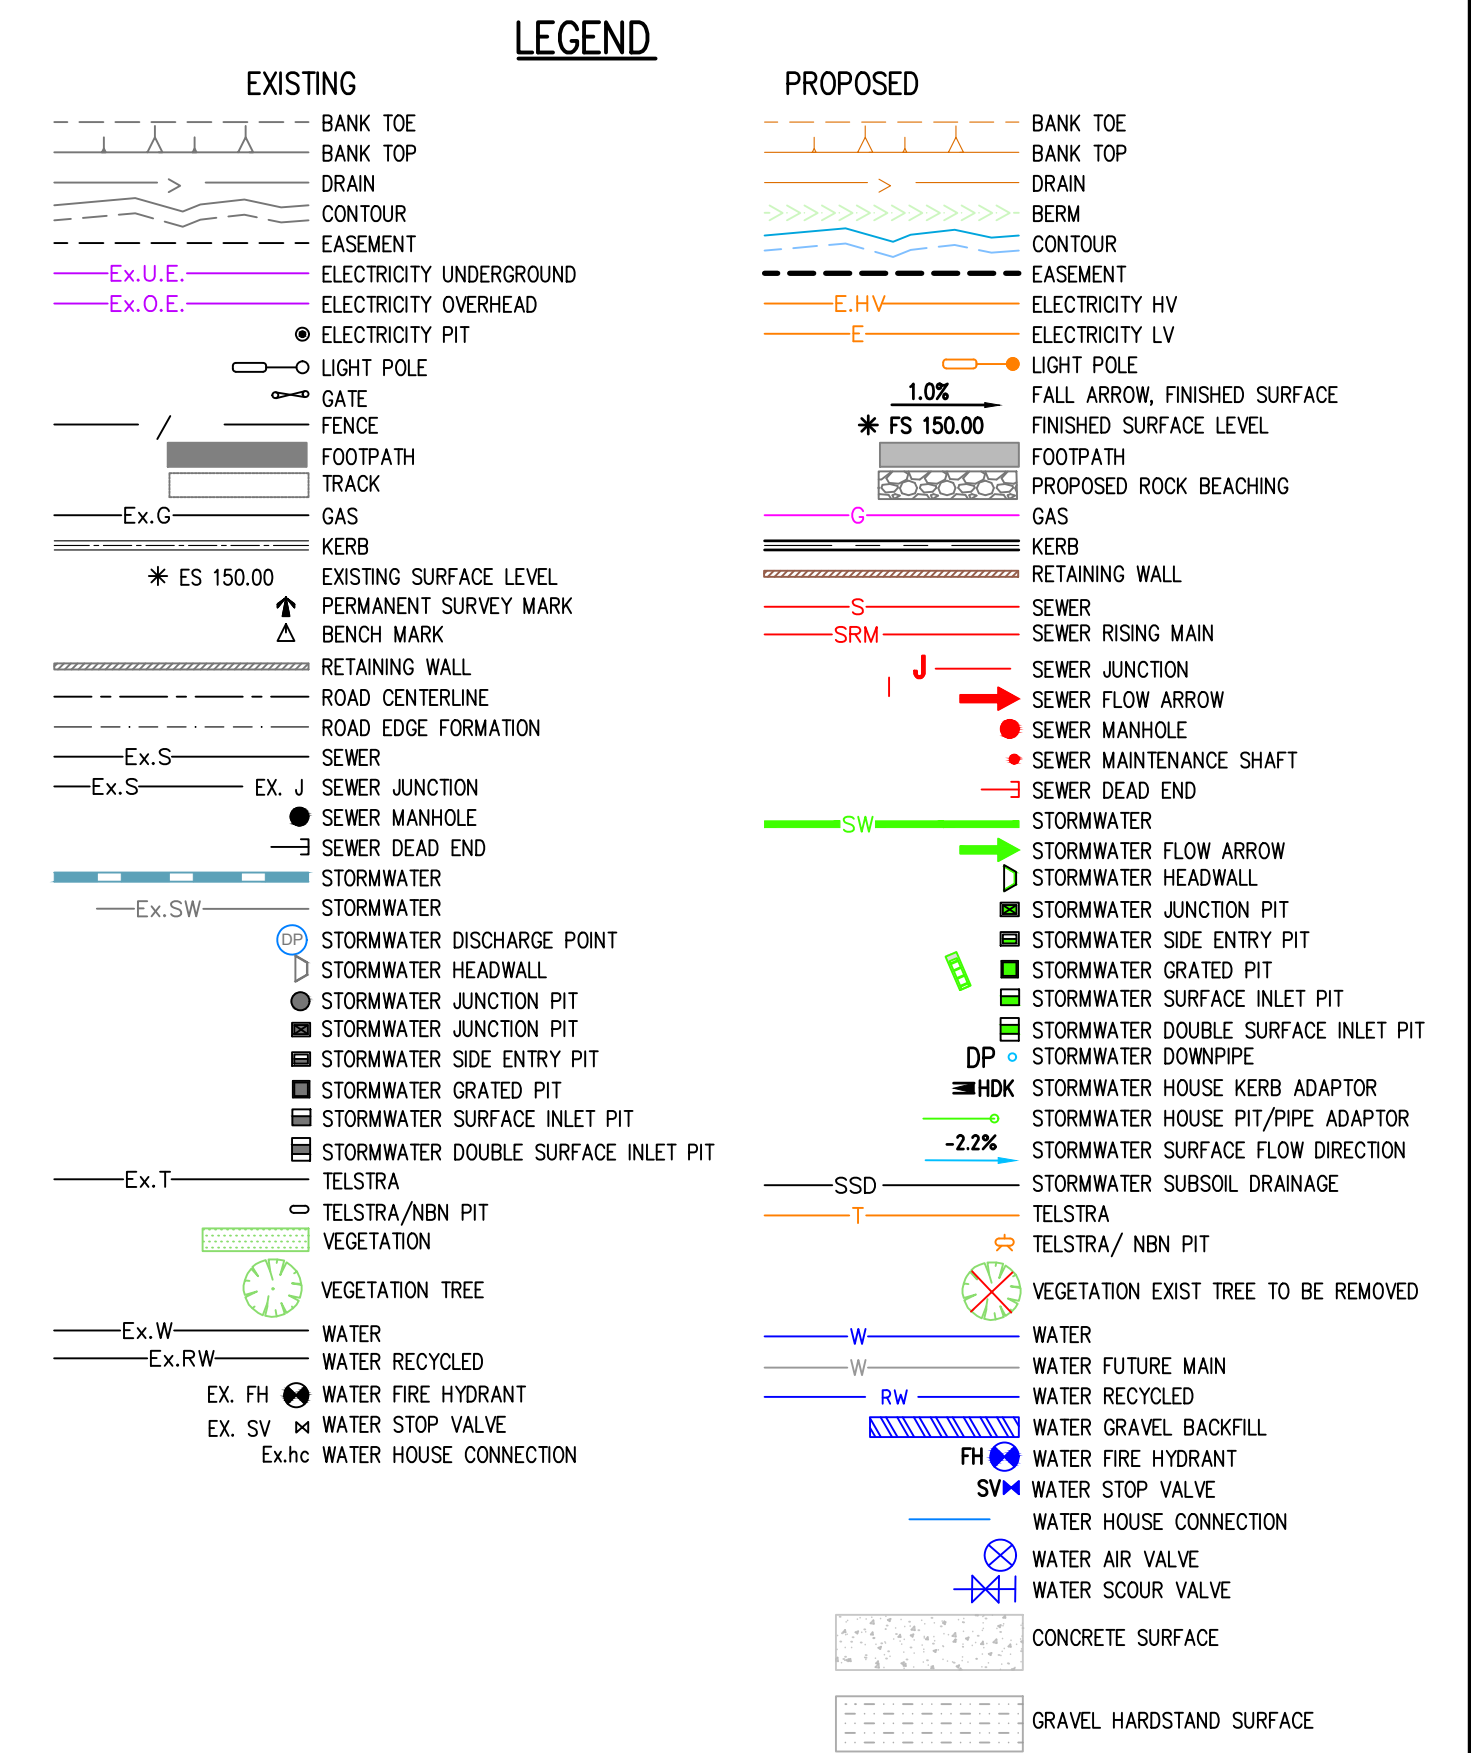 LEGEND
EXISTING
BANK TOE
BANK TOP
DRAIN
CONTOUR
EASEMENT
Ex.U.E. ELECTRICITY UNDERGROUND
Ex.O.E. ELECTRICITY OVERHEAD
ELECTRICITY PIT
LIGHT POLE
GATE
FENCE
FOOTPATH
TRACK
Ex.G GAS
KERB
ES 150.00 EXISTING SURFACE LEVEL
PERMANENT SURVEY MARK
BENCH MARK
RETAINING WALL
ROAD CENTERLINE
ROAD EDGE FORMATION
Ex.S SEWER
Ex.S EX. J SEWER JUNCTION
SEWER MANHOLE
SEWER DEAD END
STORMWATER
Ex.SW STORMWATER
DP STORMWATER DISCHARGE POINT
STORMWATER HEADWALL
STORMWATER JUNCTION PIT
STORMWATER JUNCTION PIT
STORMWATER SIDE ENTRY PIT
STORMWATER GRATED PIT
STORMWATER SURFACE INLET PIT
STORMWATER DOUBLE SURFACE INLET PIT
Ex.T TELSTRA
TELSTRA/NBN PIT
VEGETATION
VEGETATION TREE
Ex.W WATER
Ex.RW WATER RECYCLED
EX. FH WATER FIRE HYDRANT
EX. SV WATER STOP VALVE
Ex.hc WATER HOUSE CONNECTION
PROPOSED
BANK TOE
BANK TOP
DRAIN
BERM
CONTOUR
EASEMENT
E.HV ELECTRICITY HV
E ELECTRICITY LV
LIGHT POLE
1.0% FALL ARROW, FINISHED SURFACE
FS 150.00 FINISHED SURFACE LEVEL
FOOTPATH
PROPOSED ROCK BEACHING
G GAS
KERB
RETAINING WALL
S SEWER
SRM SEWER RISING MAIN
J SEWER JUNCTION
SEWER FLOW ARROW
SEWER MANHOLE
SEWER MAINTENANCE SHAFT
SEWER DEAD END
SW STORMWATER
STORMWATER FLOW ARROW
STORMWATER HEADWALL
STORMWATER JUNCTION PIT
STORMWATER SIDE ENTRY PIT
STORMWATER GRATED PIT
STORMWATER SURFACE INLET PIT
STORMWATER DOUBLE SURFACE INLET PIT
DP STORMWATER DOWNPIPE
HDK STORMWATER HOUSE KERB ADAPTOR
STORMWATER HOUSE PIT/PIPE ADAPTOR
-2.2% STORMWATER SURFACE FLOW DIRECTION
SSD STORMWATER SUBSOIL DRAINAGE
T TELSTRA
TELSTRA/ NBN PIT
VEGETATION EXIST TREE TO BE REMOVED
W WATER
W WATER FUTURE MAIN
RW WATER RECYCLED
WATER GRAVEL BACKFILL
FH WATER FIRE HYDRANT
SV WATER STOP VALVE
WATER HOUSE CONNECTION
WATER AIR VALVE
WATER SCOUR VALVE
CONCRETE SURFACE
GRAVEL HARDSTAND SURFACE